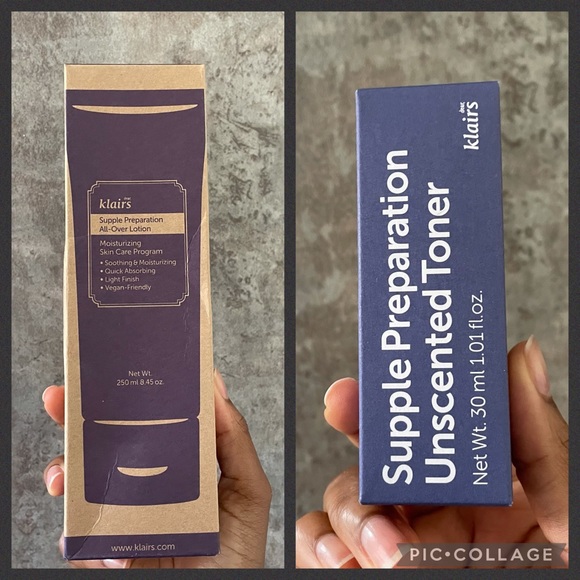 dear
klairs
Supple Preparation
All-Over Lotion
Moisturizing
Skin Care Program
• Soothing & Moisturizing
• Quick Absorbing
• Light Finish
• Vegan-Friendly
Net Wt.
250 ml 8.45 oz.
www.klairs.com
dear
klairs
Supple Preparation
Unscented Toner
Net Wt. 30 ml 1.01 fl.oz.
PIC•COLLAGE